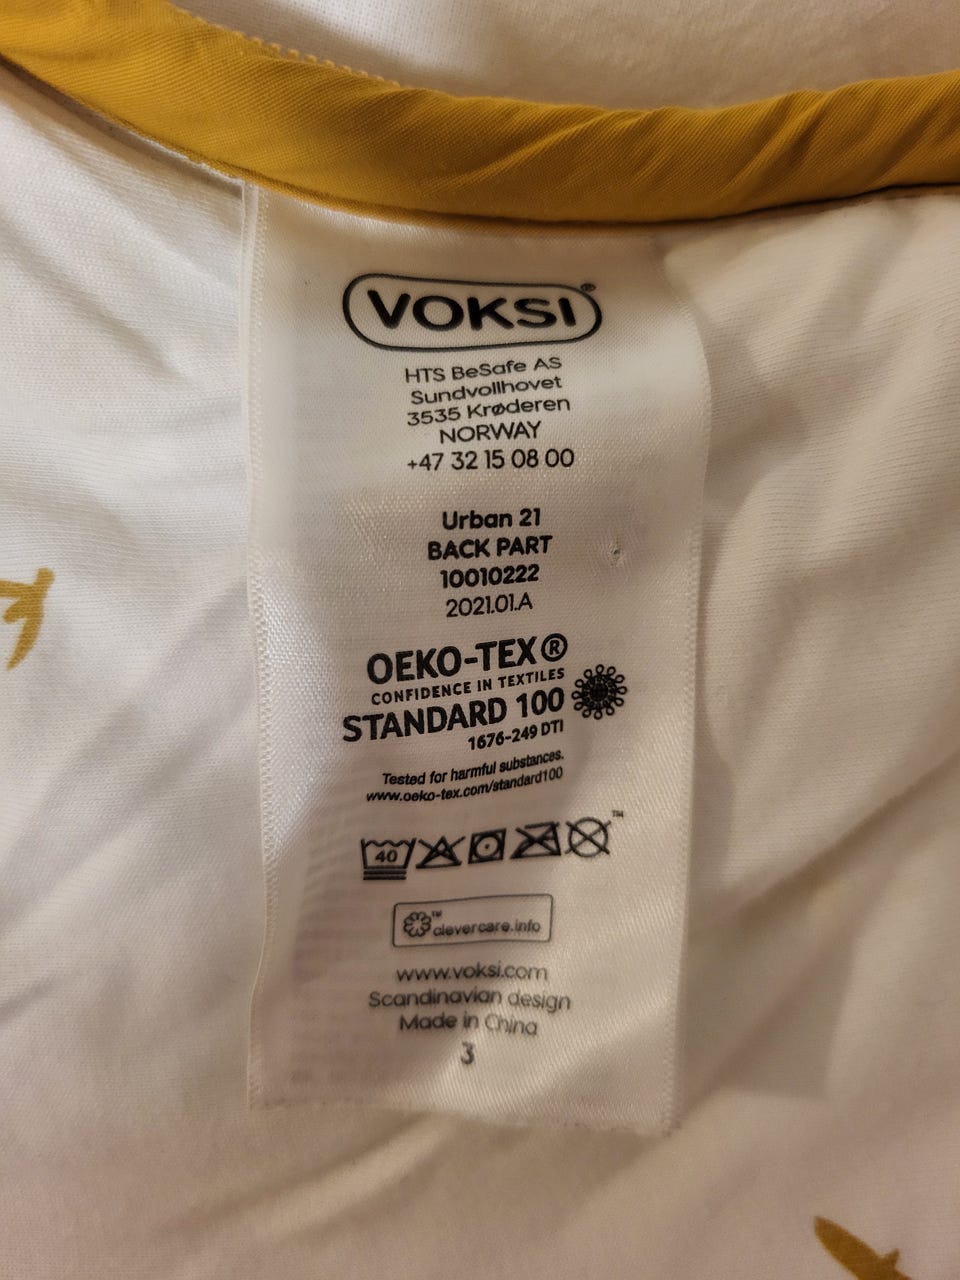 VOKSI®
HTS BeSafe AS
Sundvollhovet
3535 Krøderen
NORWAY
+47 32 15 08 00
Urban 21
BACK PART
10010222
2021.01.A
OEKO-TEX®
CONFIDENCE IN TEXTILES
STANDARD 100
1676-249 DTI
Tested for harmful substances.
www.oeko-tex.com/standard100
40 ™
™ clevercare.info
www.voksi.com
Scandinavian design
Made in China
3